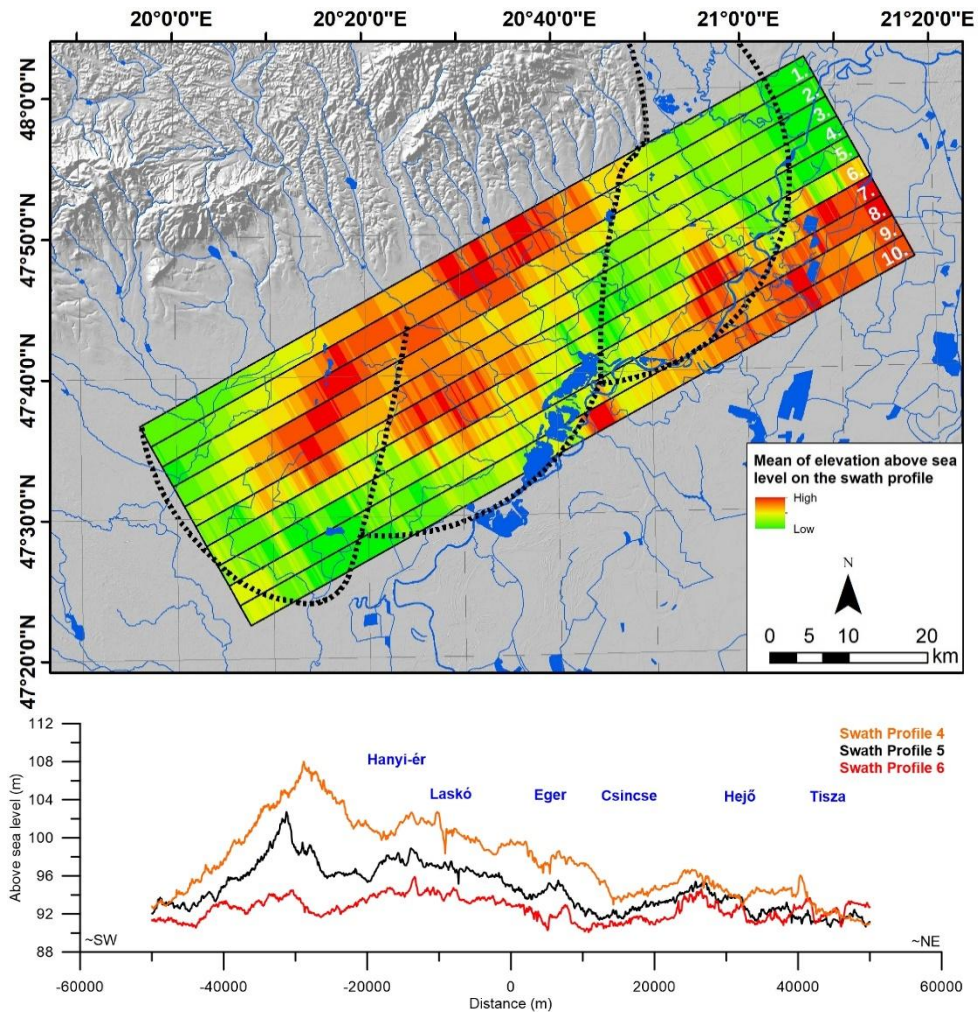 20°0'0"E 20°20'0"E 20°40'0"E 21°0'0"E 21°20'0"E
48°0'0"N
47°50'0"N
47°40'0"N
47°30'0"N
47°20'0"N
1.
2.
3.
4.
5.
6.
7.
8.
9.
10.
Mean of elevation above sea
level on the swath profile
High
Low
N
0 5 10 20
km
112
108
104
100
96
92
88
Above sea level (m)
Swath Profile 4
Swath Profile 5
Swath Profile 6
Hanyi-ér
Laskó Eger Csincse Hejő Tisza
~SW ~NE
-60000 -40000 -20000 0 20000 40000 60000
Distance (m)